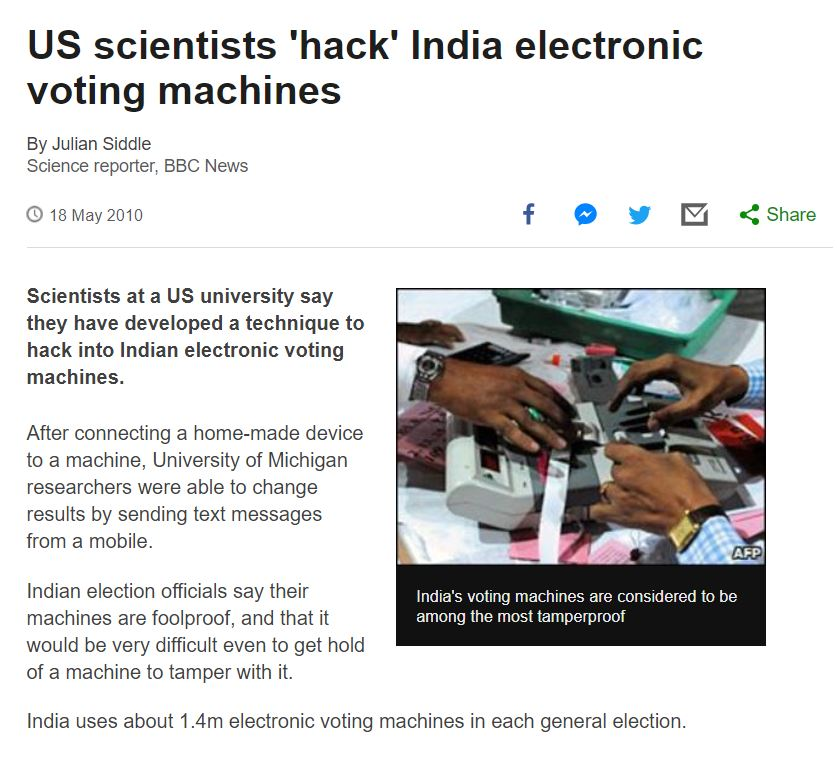 US scientists 'hack' India electronic
voting machines
By Julian Siddle
Science reporter, BBC News
18 May 2010
Share
Scientists at a US university say
they have developed a technique to
hack into Indian electronic voting
machines.
After connecting a home-made device
to a machine, University of Michigan
researchers were able to change
results by sending text messages
from a mobile.
Indian election officials say their
machines are foolproof, and that it
would be very difficult even to get hold
of a machine to tamper with it.
AFP
India's voting machines are considered to be
among the most tamperproof
India uses about 1.4m electronic voting machines in each general election.